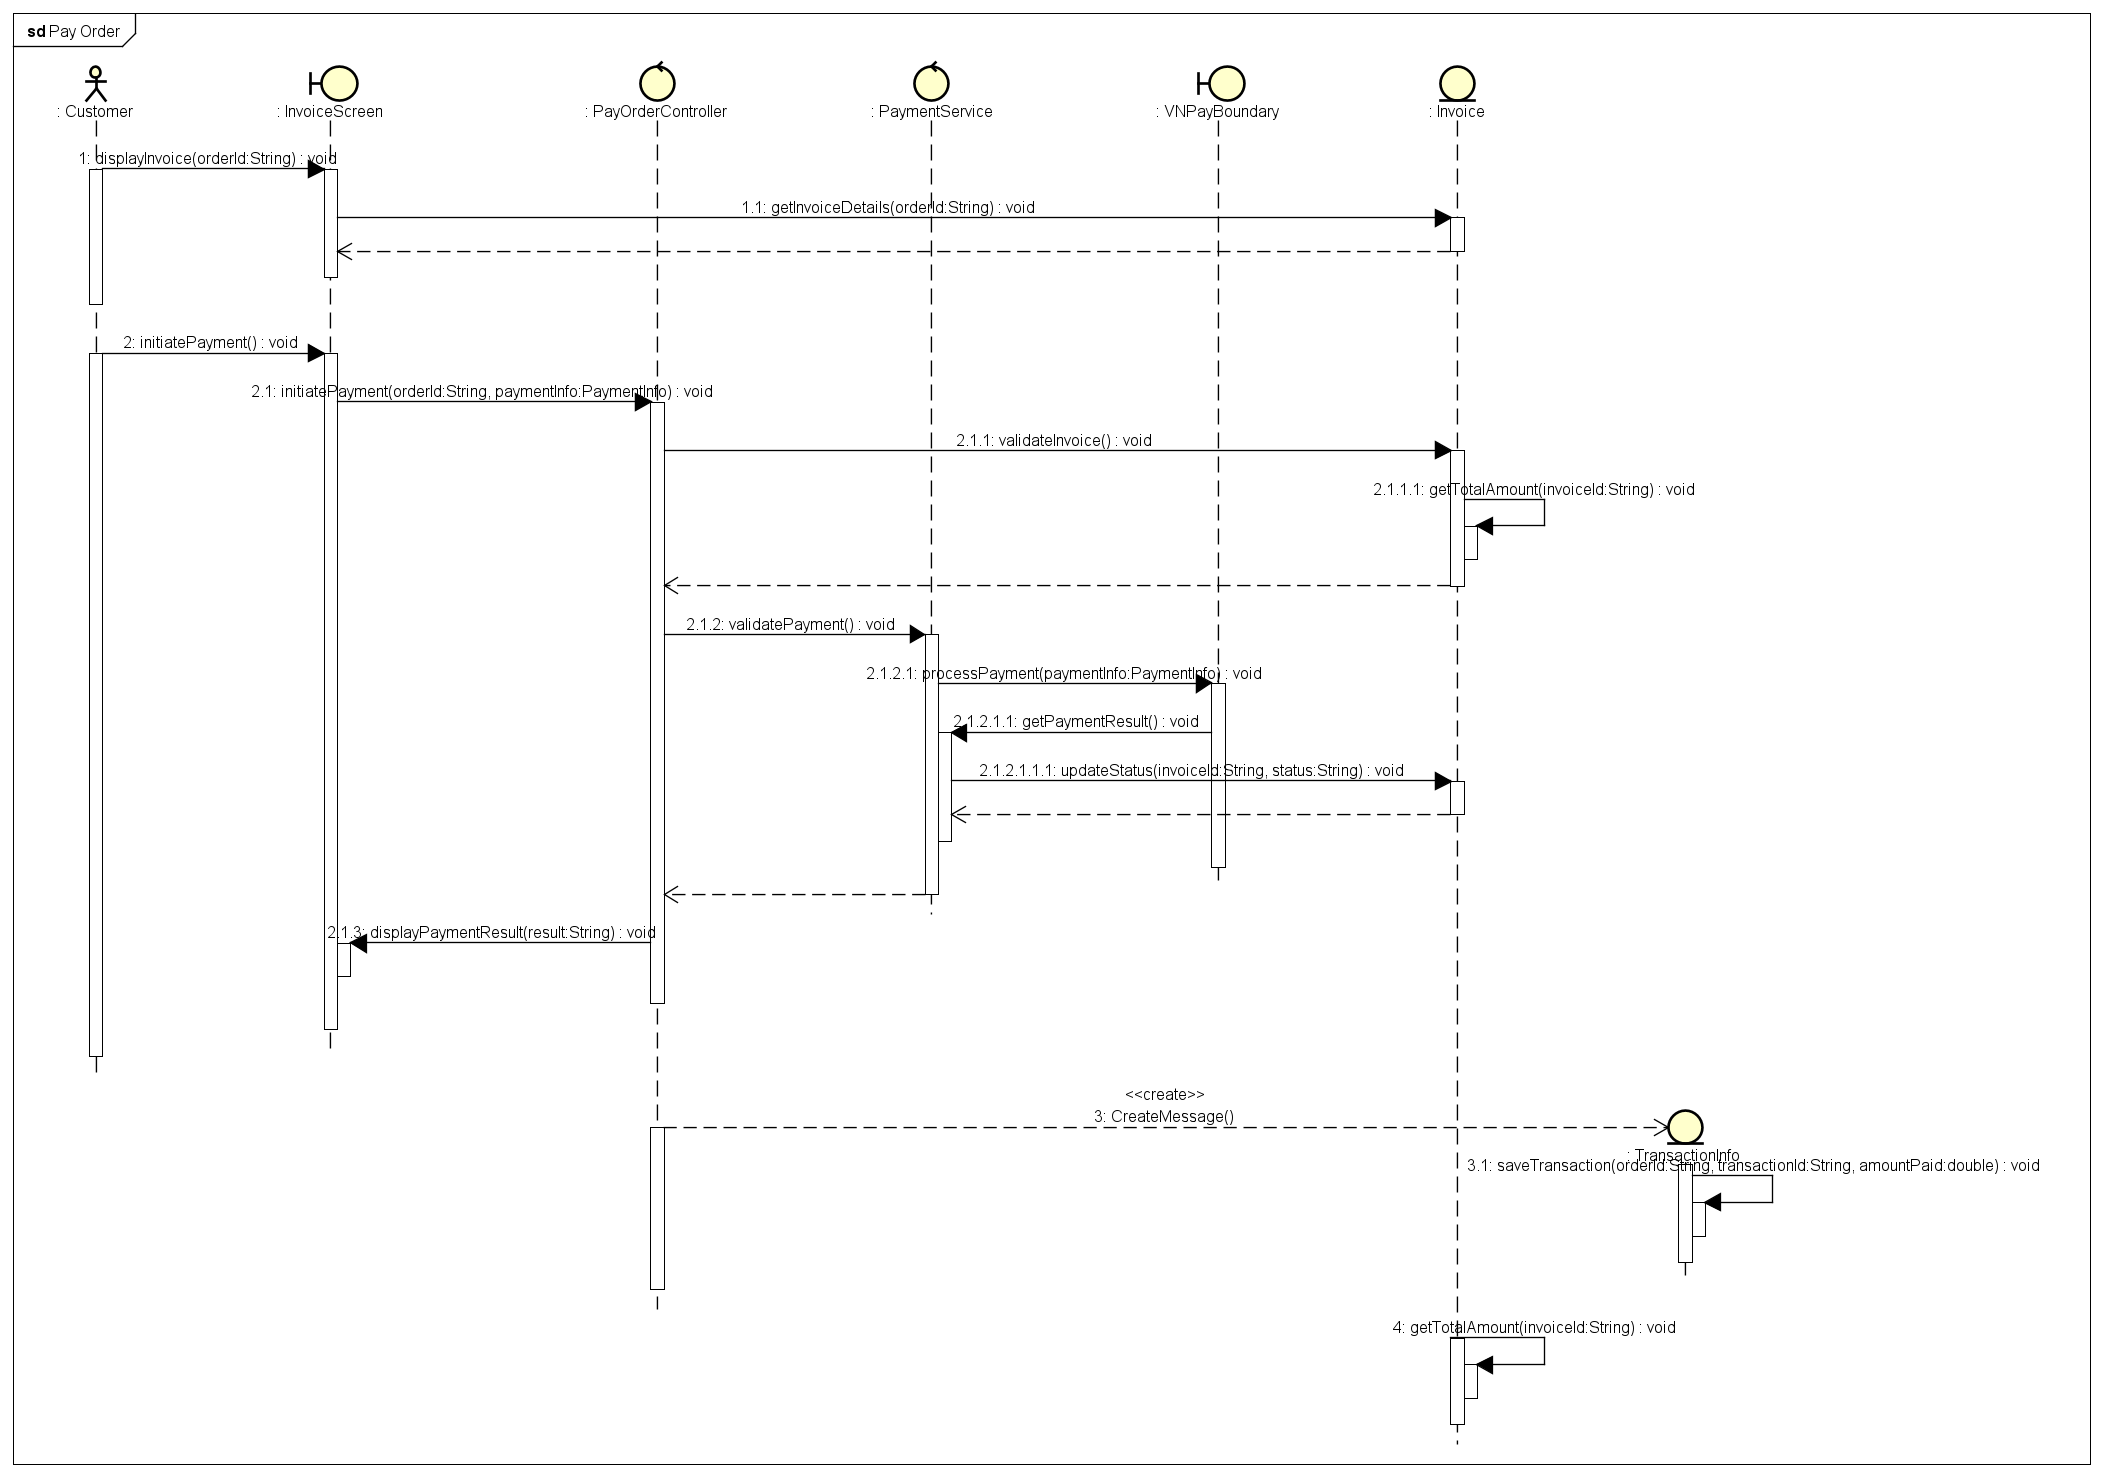 sd Pay Order
: Customer
: InvoiceScreen
: PayOrderController
: PaymentService
: VNPayBoundary
: Invoice
1: displayInvoice(orderId:String) : void
1.1: getInvoiceDetails(orderId:String) : void
2: initiatePayment() : void
2.1: initiatePayment(orderId:String, paymentInfo:PaymentInfo) : void
2.1.1: validateInvoice() : void
2.1.1.1: getTotalAmount(invoiceId:String) : void
2.1.2: validatePayment() : void
2.1.2.1: processPayment(paymentInfo:PaymentInfo) : void
2.1.2.1.1: getPaymentResult() : void
2.1.2.1.1.1: updateStatus(invoiceId:String, status:String) : void
2.1.3: displayPaymentResult(result:String) : void
<<create>>
3: CreateMessage()
: TransactionInfo
3.1: saveTransaction(orderId:String, transactionId:String, amountPaid:double) : void
4: getTotalAmount(invoiceId:String) : void